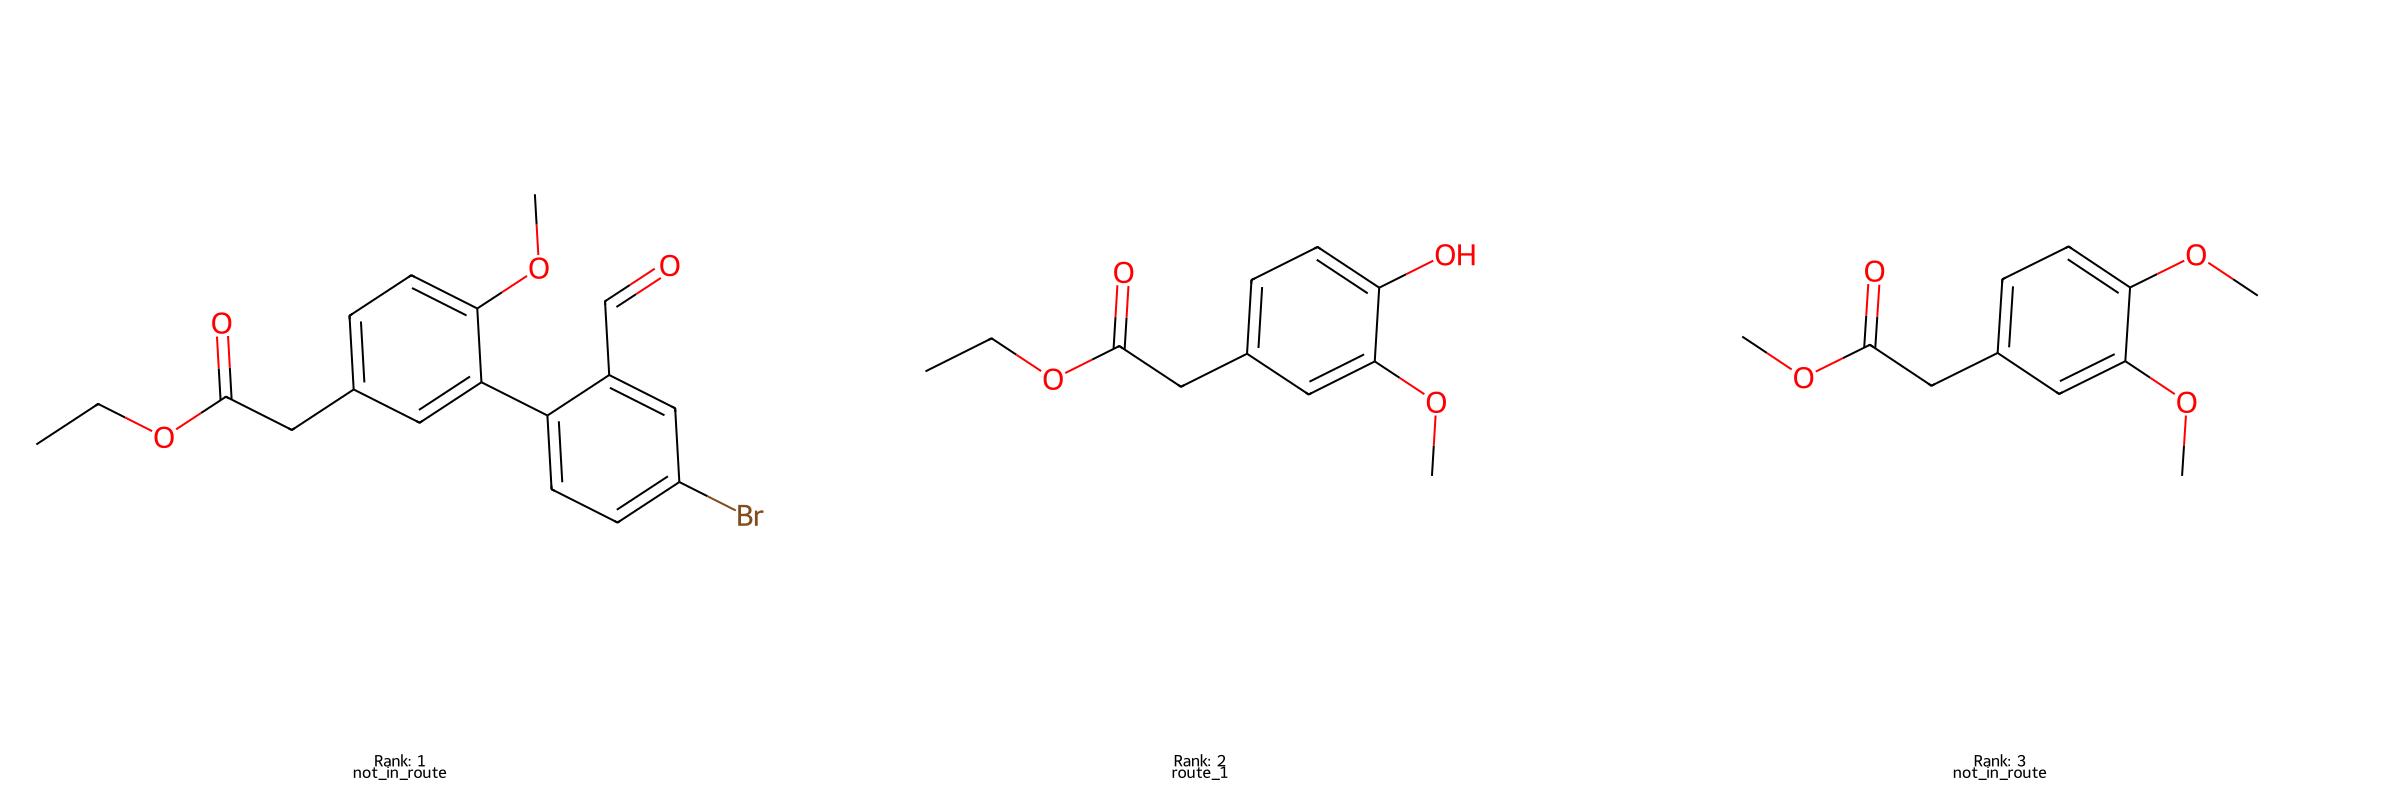 O
O
O
O
Br
O
O
OH
O
O
O
O
O
Rank: 1
not_in_route
Rank: 2
route_1
Rank: 3
not_in_route